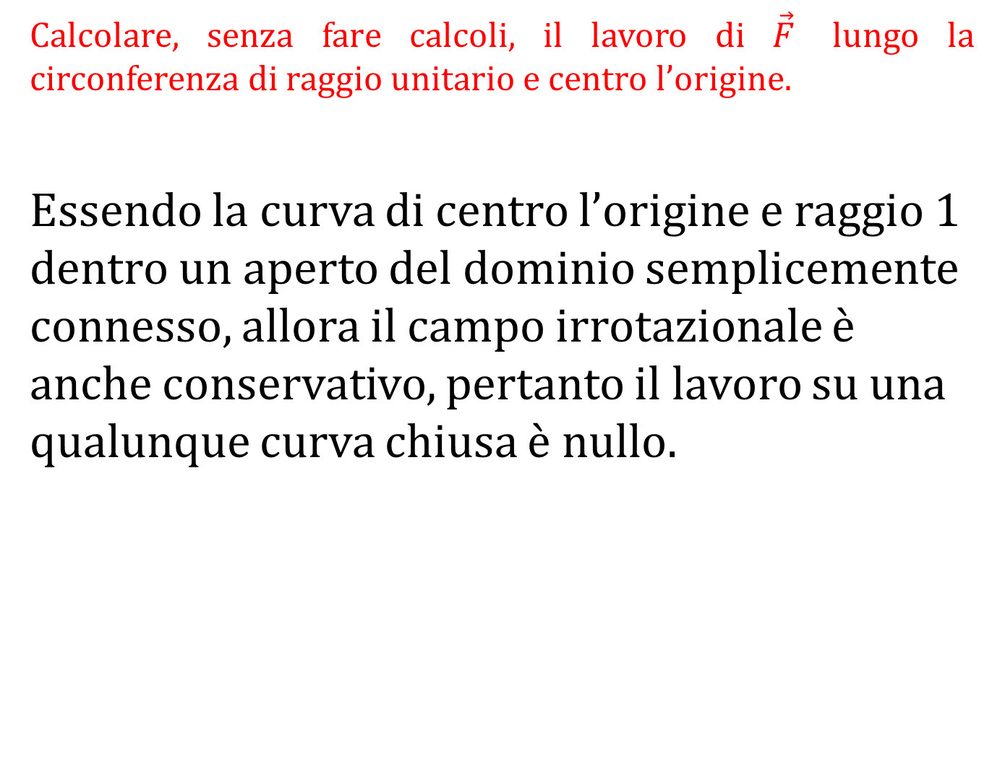 Calcolare, senza fare calcoli, il lavoro di \vec{F} lungo la
circonferenza di raggio unitario e centro l’origine.
Essendo la curva di centro l’origine e raggio 1
dentro un aperto del dominio semplicemente
connesso, allora il campo irrotazionale è
anche conservativo, pertanto il lavoro su una
qualunque curva chiusa è nullo.